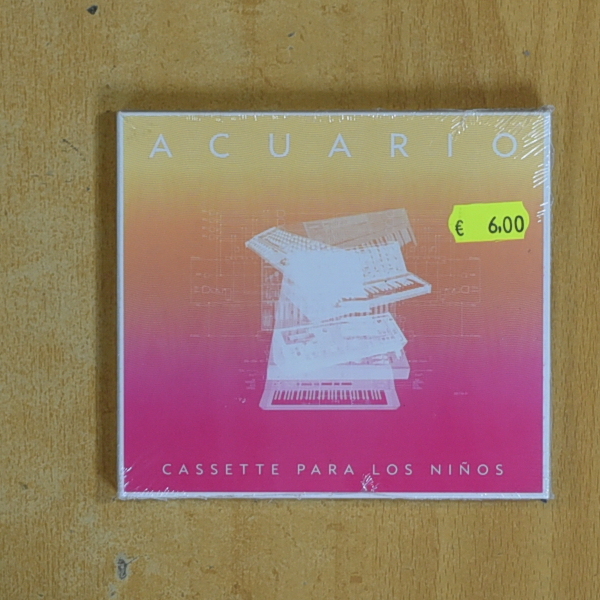 ACUARIO
€ 6,00
CASSETTE PARA LOS NIÑOS